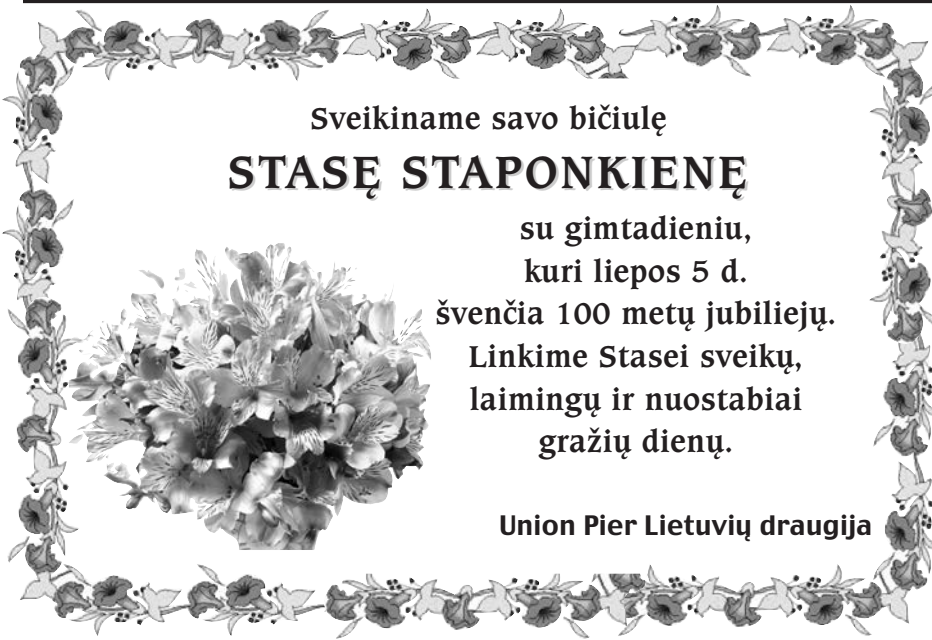 Sveikiname savo bičiulę
STASĘ STAPONKIENĘ
su gimtadieniu,
kuri liepos 5 d.
švenčia 100 metų jubiliejų.
Linkime Stasei sveikų,
laimingų ir nuostabiai
gražių dienų.
Union Pier Lietuvių draugija